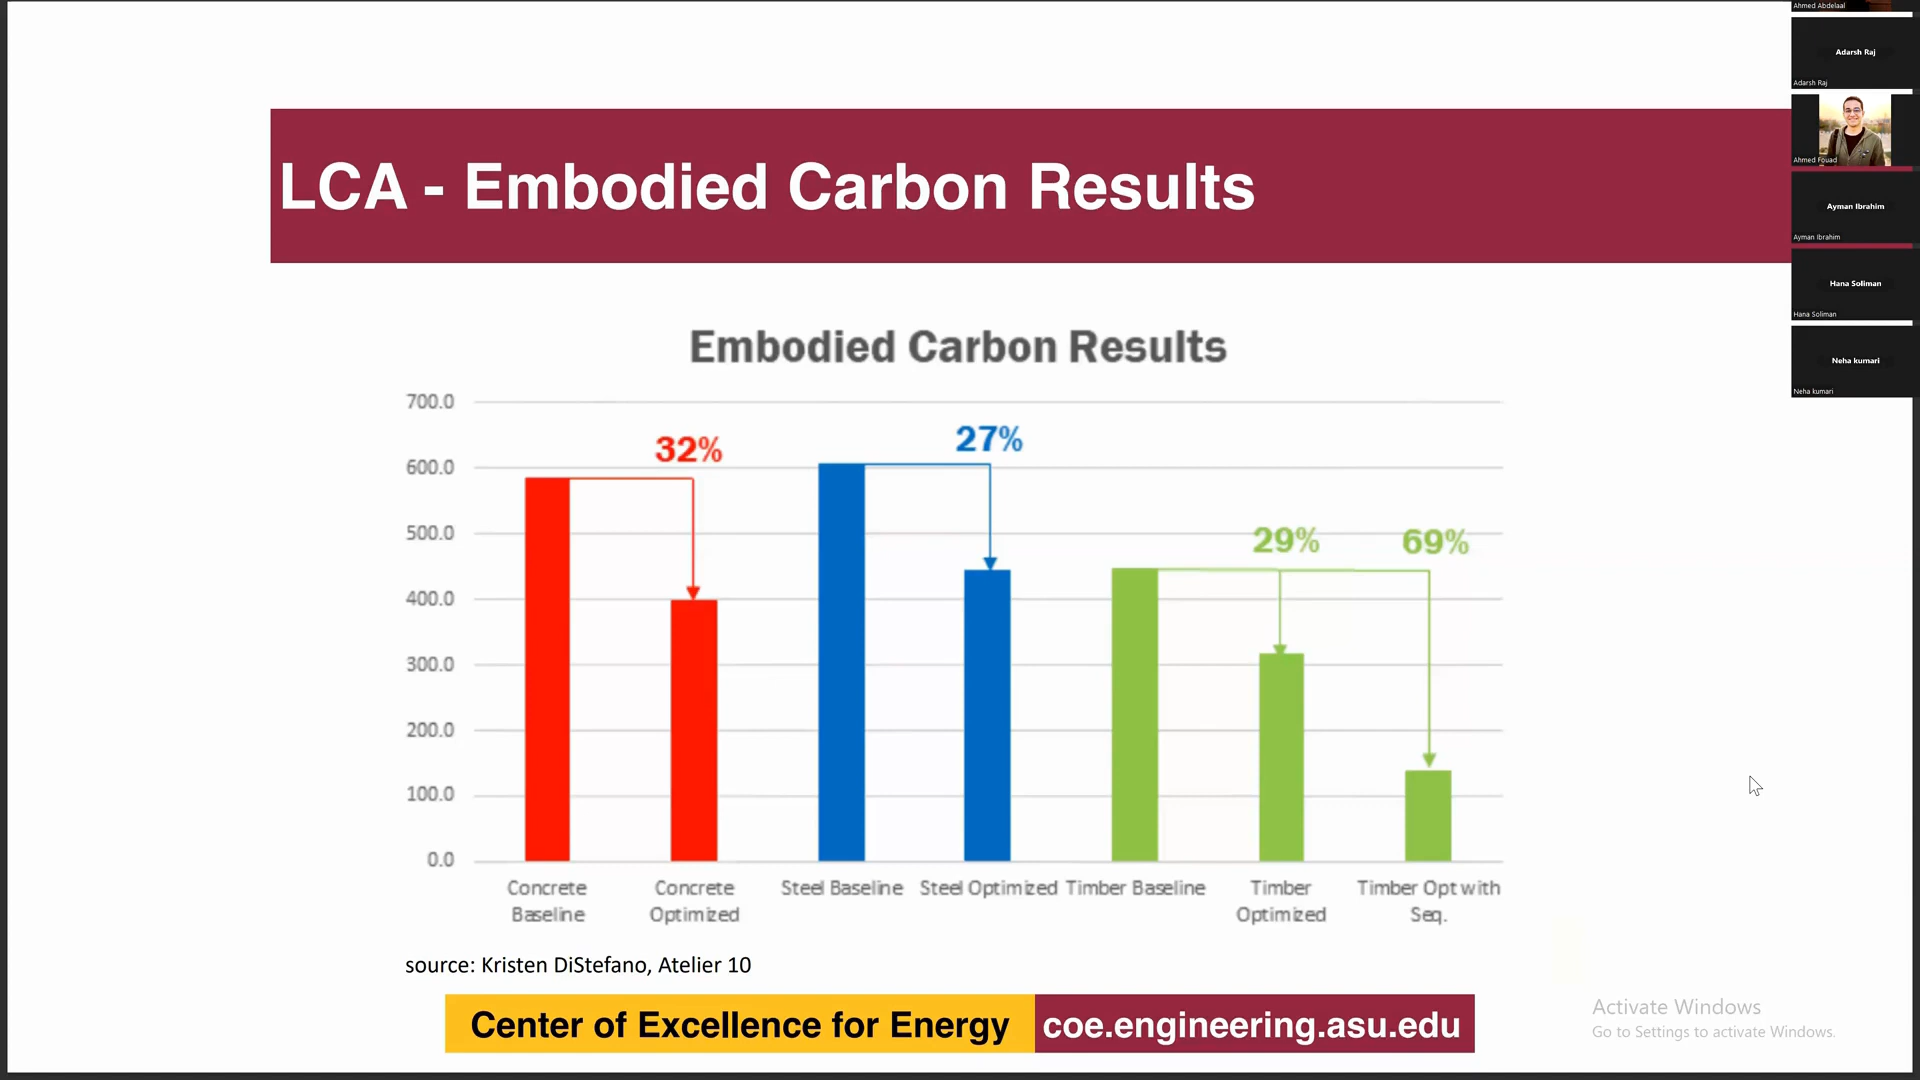 LCA - Embodied Carbon Results
Embodied Carbon Results
700.0
600.0
500.0
400.0
300.0
200.0
100.0
0.0
32%
27%
29%
69%
Concrete
Baseline
Concrete
Optimized
Steel Baseline
Steel Optimized
Timber Baseline
Timber
Optimized
Timber Opt with
Seq.
source: Kristen DiStefano, Atelier 10
Center of Excellence for Energy
coe.engineering.asu.edu
Ahmed Abdelaal
Adarsh Raj
Adarsh Raj
Ahmed Fouad
Ayman Ibrahim
Ayman Ibrahim
Hana Soliman
Hana Soliman
Neha kumari
Neha kumari
Activate Windows
Go to Settings to activate Windows.